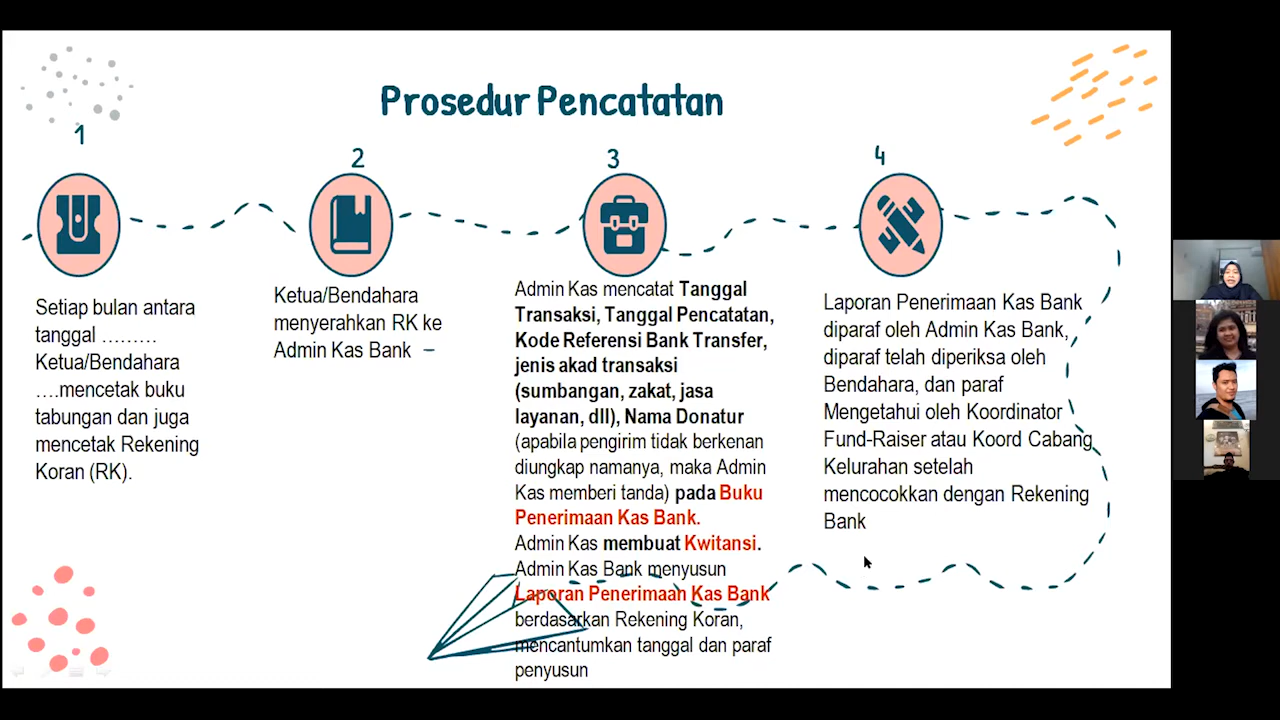 Prosedur Pencatatan
1
Setiap bulan antara
tanggal ………
Ketua/Bendahara
….mencetak buku
tabungan dan juga
mencetak Rekening
Koran (RK).
2
Ketua/Bendahara
menyerahkan RK ke
Admin Kas Bank
3
Admin Kas mencatat Tanggal
Transaksi, Tanggal Pencatatan,
Kode Referensi Bank Transfer,
jenis akad transaksi
(sumbangan, zakat, jasa
layanan, dll), Nama Donatur
(apabila pengirim tidak berkenan
diungkap namanya, maka Admin
Kas memberi tanda) pada Buku
Penerimaan Kas Bank.
Admin Kas membuat Kwitansi.
Admin Kas Bank menyusun
Laporan Penerimaan Kas Bank
berdasarkan Rekening Koran,
mencantumkan tanggal dan paraf
penyusun
4
Laporan Penerimaan Kas Bank
diparaf oleh Admin Kas Bank,
diparaf telah diperiksa oleh
Bendahara, dan paraf
Mengetahui oleh Koordinator
Fund-Raiser atau Koord Cabang
Kelurahan setelah
mencocokkan dengan Rekening
Bank